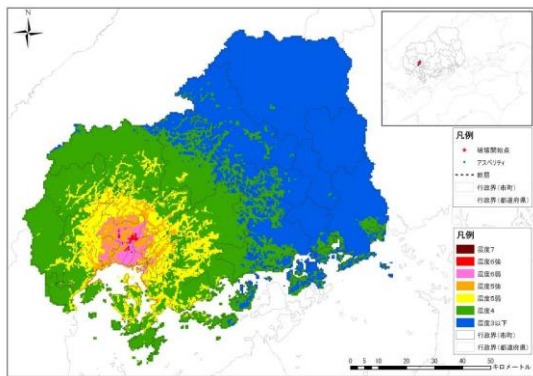 N
凡例
破壊開始点
アスペリティ
断層
行政界(市町)
行政界(都道府県)
凡例
震度7
震度6強
震度6弱
震度5強
震度5弱
震度4
震度3以下
行政界(市町)
行政界(都道府県)
0 5 10 20 30 40 50
キロメートル